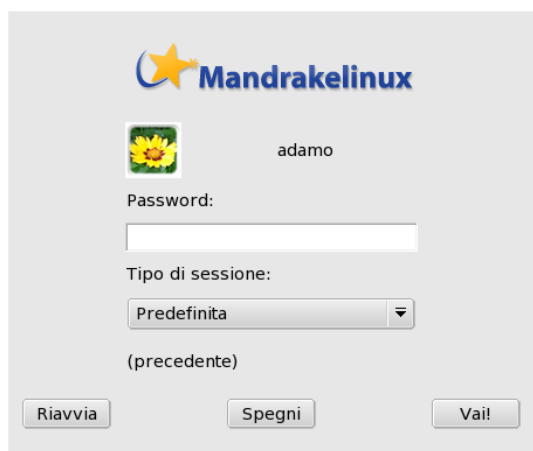 Mandrakelinux
adamo
Password:
Tipo di sessione:
Predefinita
(precedente)
Riavvia Spegni Vai!